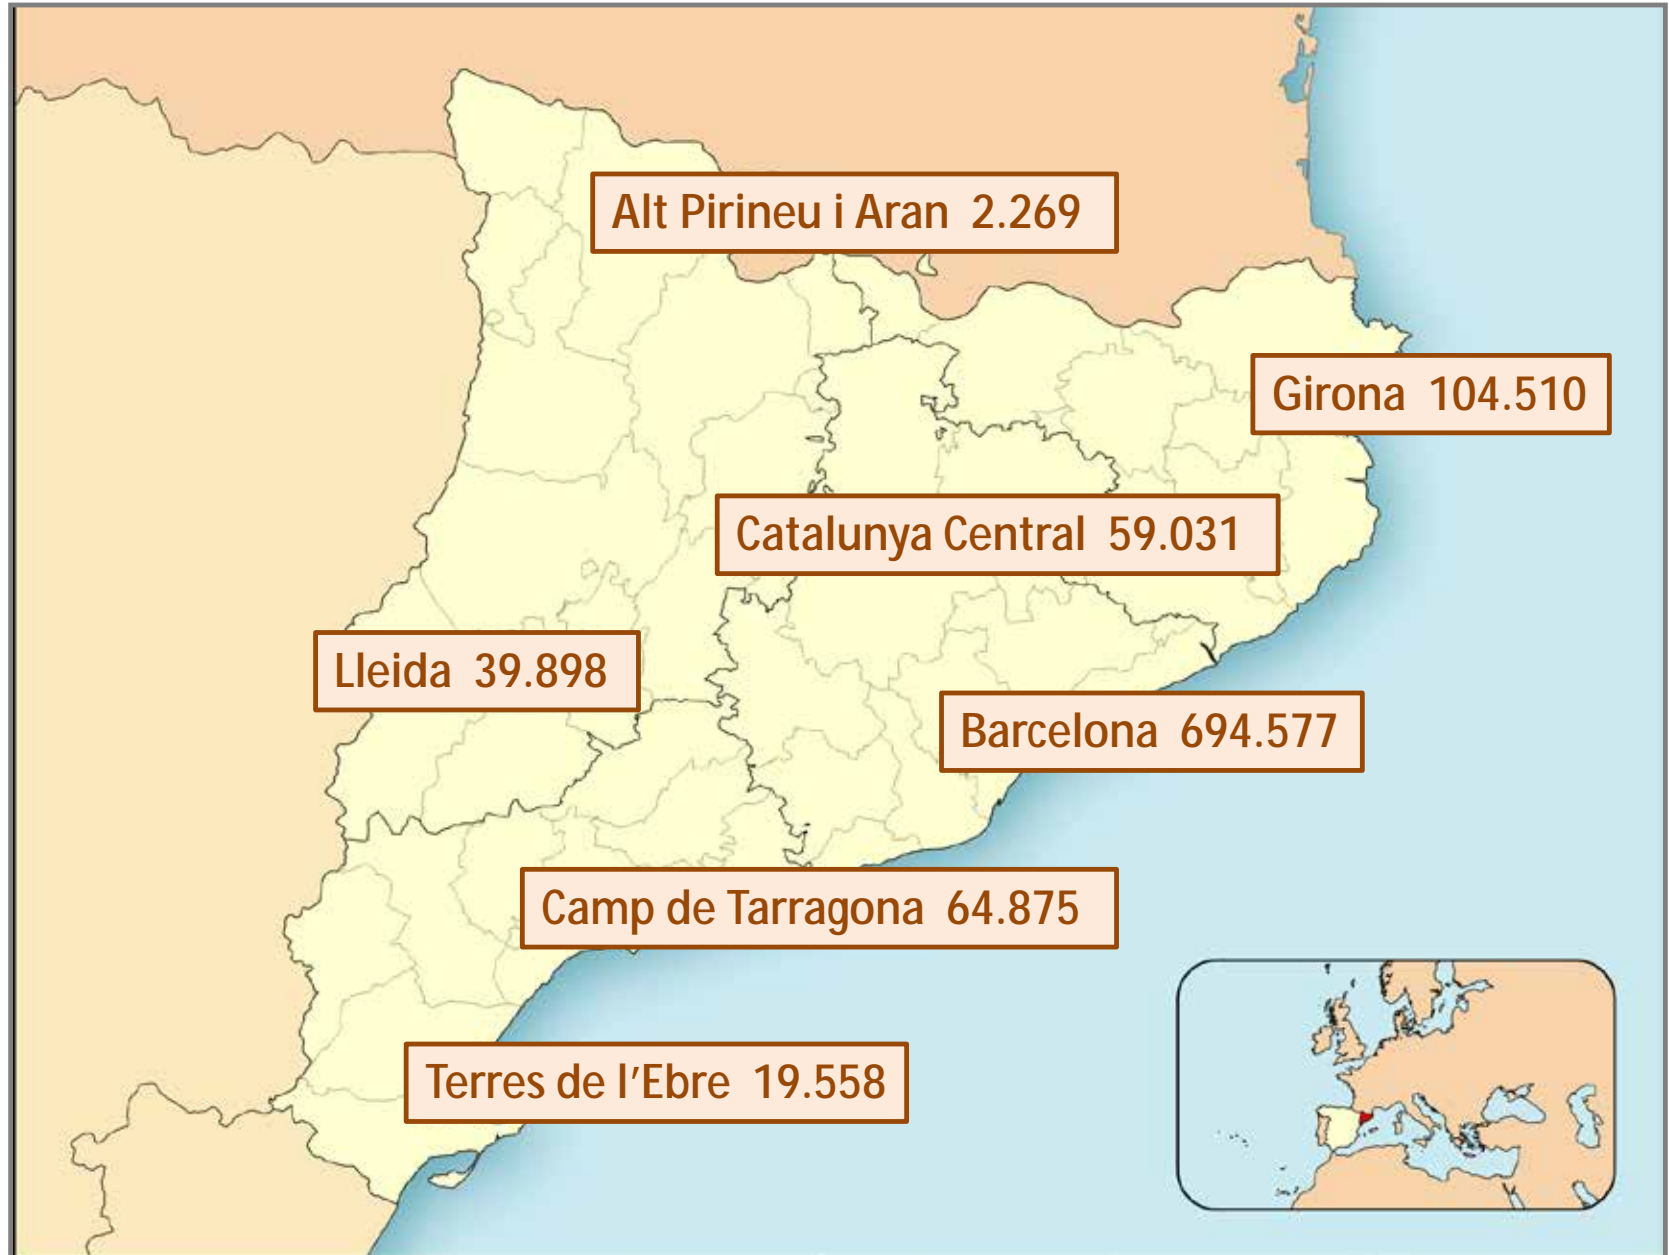 Alt Pirineu i Aran 2.269
Girona 104.510
Catalunya Central 59.031
Lleida 39.898
Barcelona 694.577
Camp de Tarragona 64.875
Terres de l'Ebre 19.558